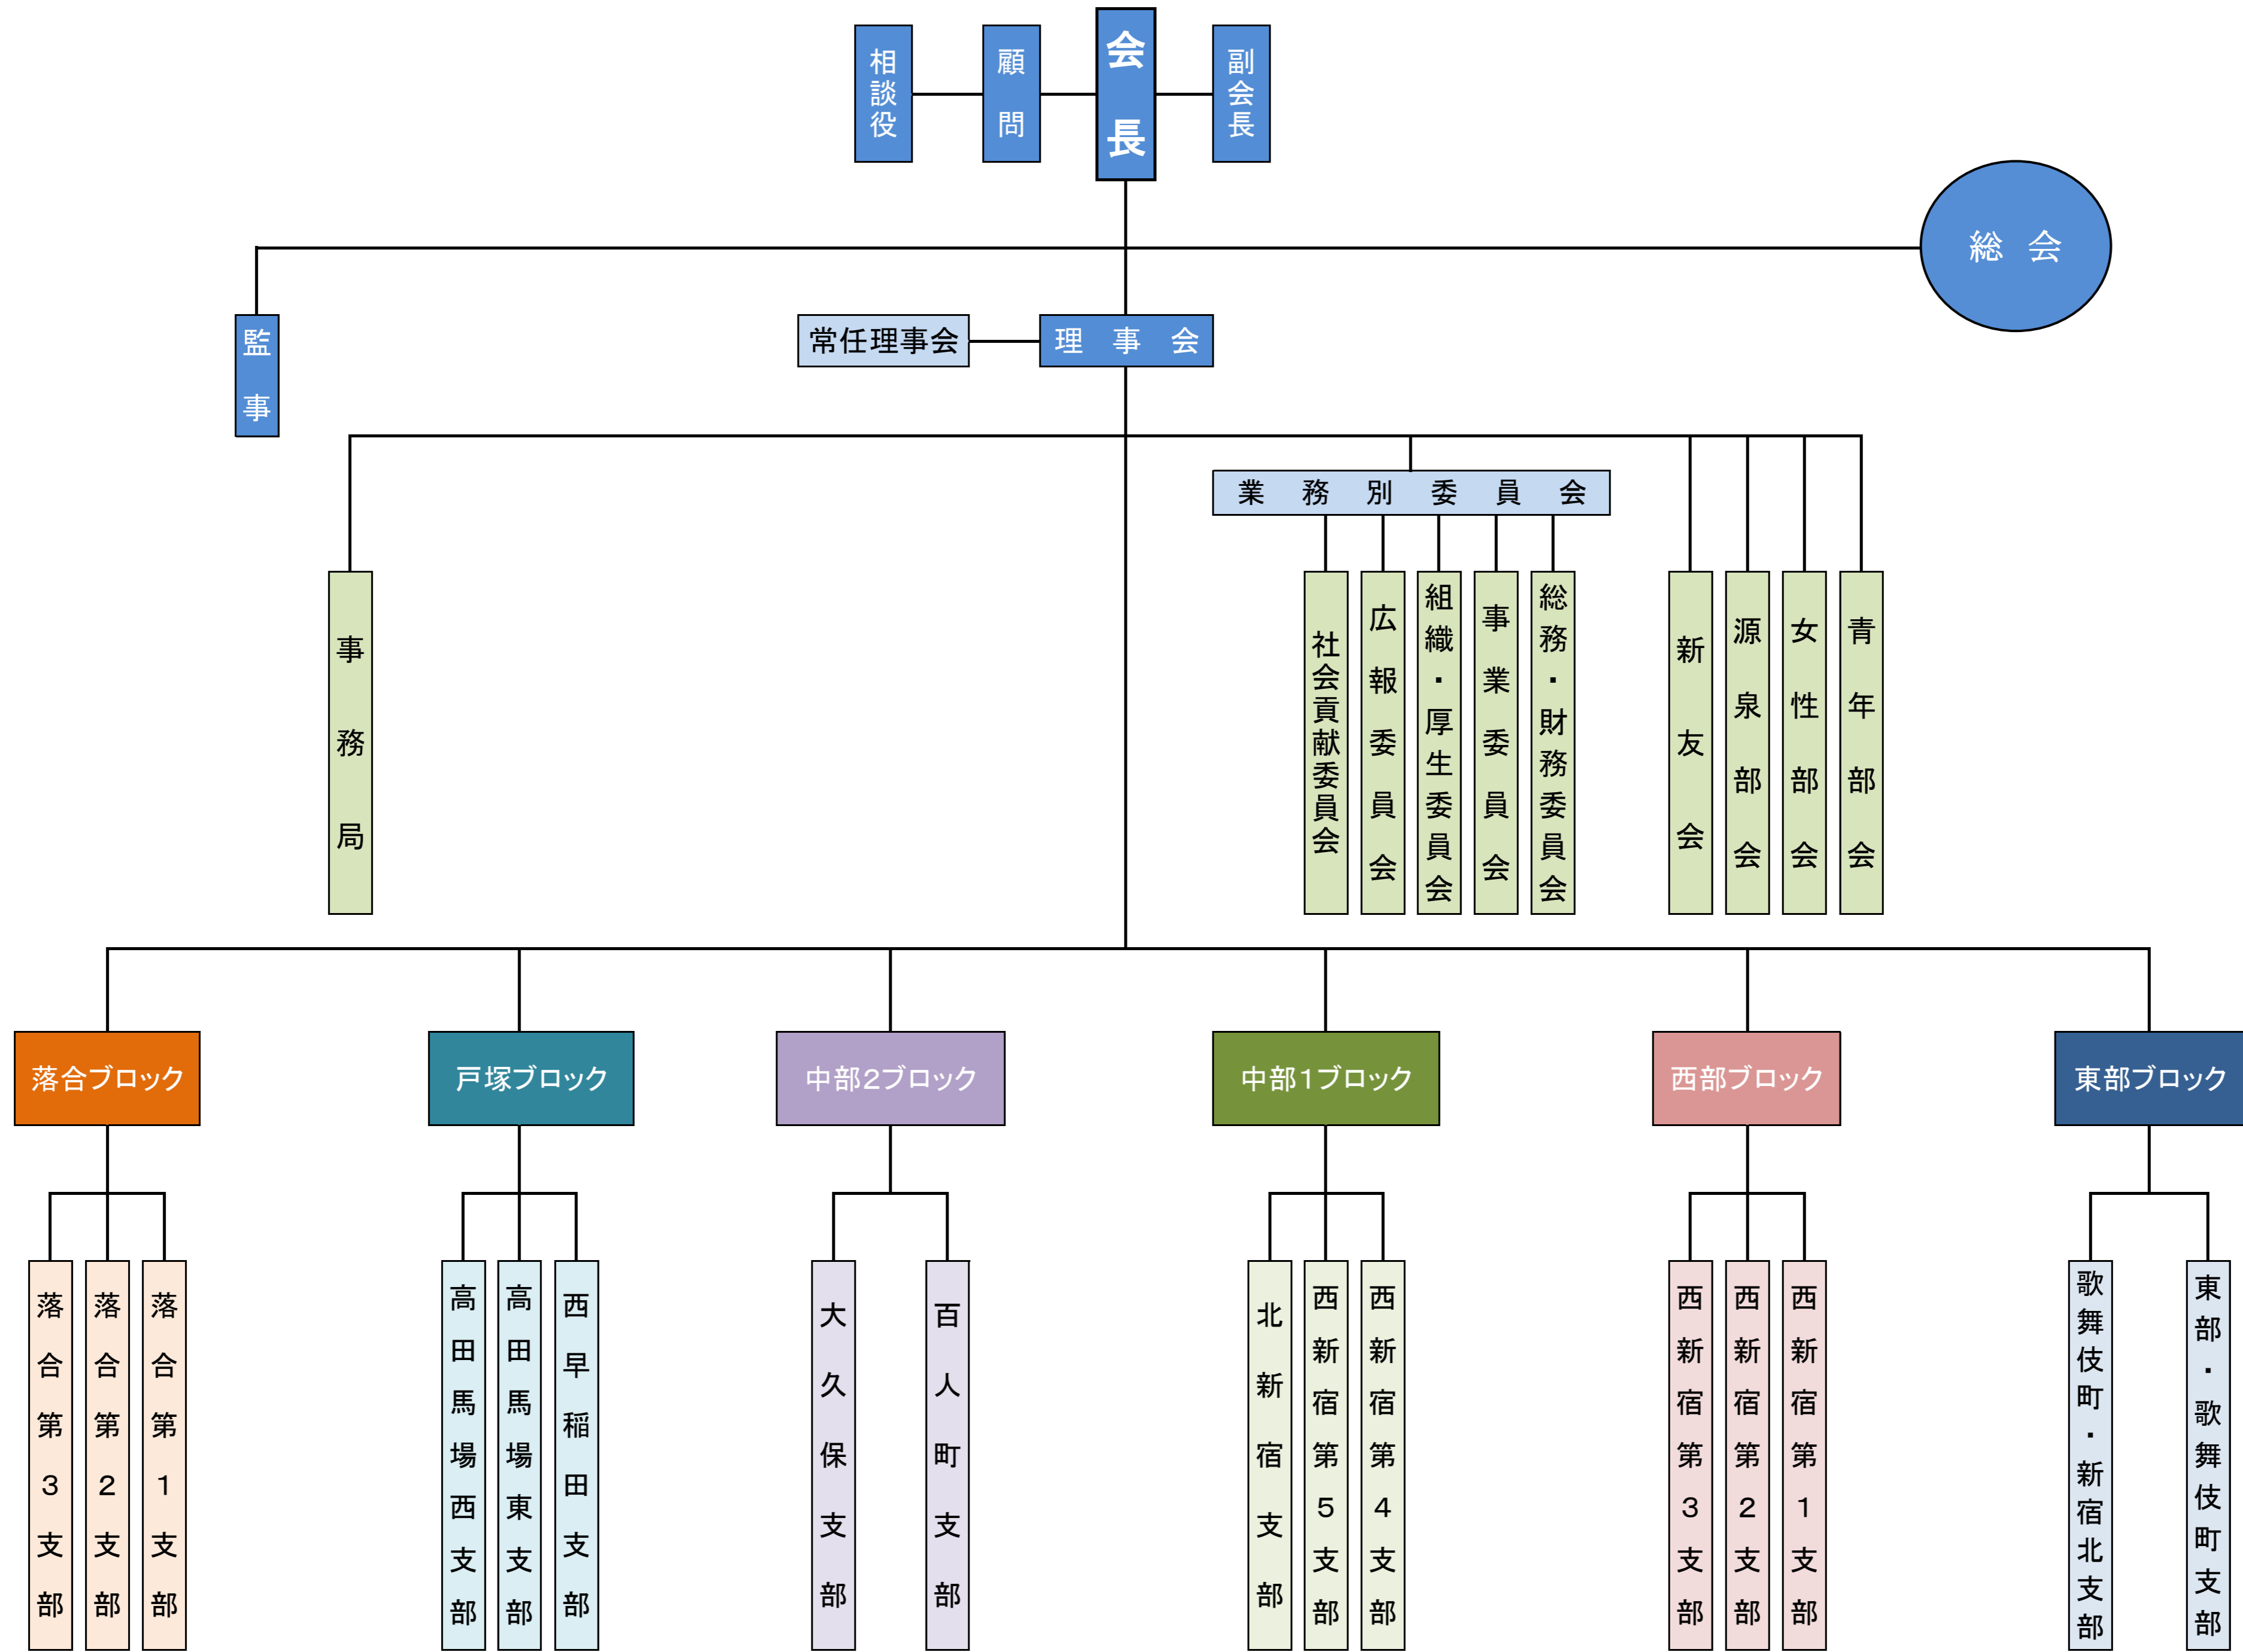 相談役
顧問
会長
副会長
総　会
監事
常任理事会
理　事　会
業務別委員会
事務局
社会貢献委員会
広報委員会
組織・厚生委員会
事業委員会
総務・財務委員会
新友会
源泉部会
女性部会
青年部会
落合ブロック
戸塚ブロック
中部２ブロック
中部１ブロック
西部ブロック
東部ブロック
落合第３支部
落合第２支部
落合第１支部
高田馬場西支部
高田馬場東支部
西早稲田支部
大久保支部
百人町支部
北新宿支部
西新宿第５支部
西新宿第４支部
西新宿第３支部
西新宿第２支部
西新宿第１支部
歌舞伎町・新宿北支部
東部・歌舞伎町支部